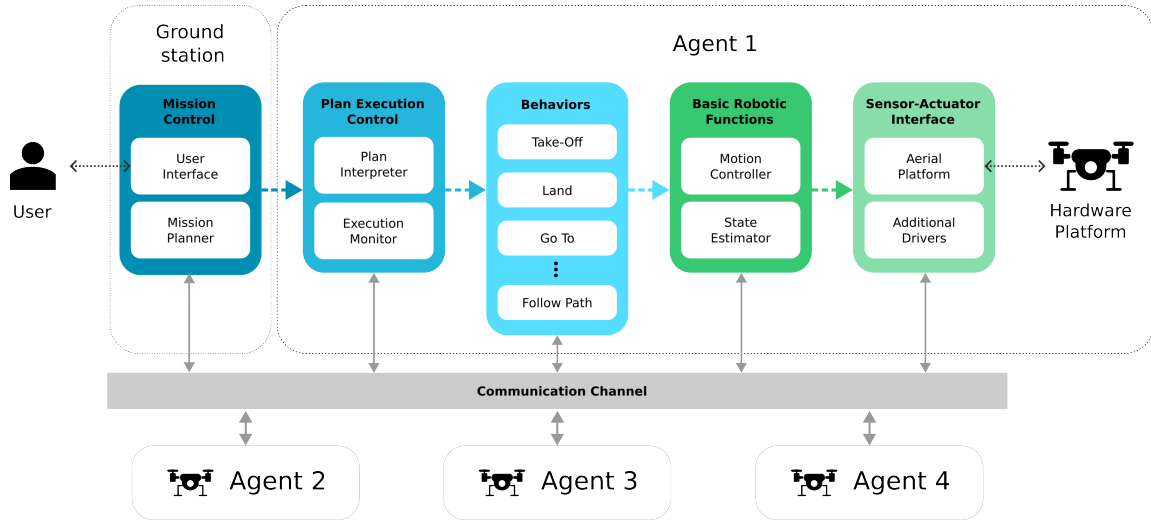 Ground
station
Agent 1
Mission
Control
User
Interface
Mission
Planner
Plan Execution
Control
Plan
Interpreter
Execution
Monitor
Behaviors
Take-Off
Land
Go To
Follow Path
Basic Robotic
Functions
Motion
Controller
State
Estimator
Sensor-Actuator
Interface
Aerial
Platform
Additional
Drivers
User
Hardware
Platform
Communication Channel
Agent 2
Agent 3
Agent 4